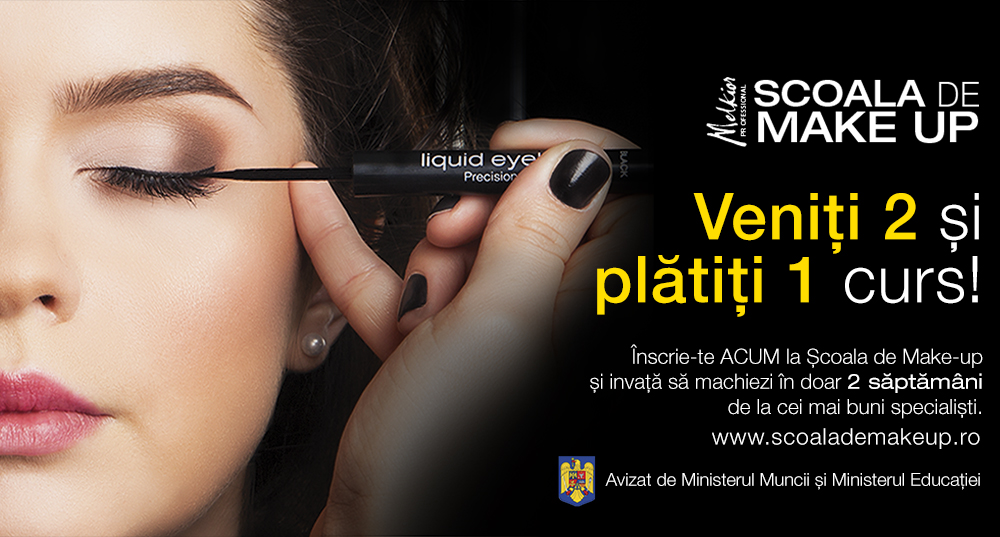 Melkior
PROFESSIONAL
SCOALA DE
MAKE UP
liquid eyel
Precision
BLACK
Veniți 2 și
plătiți 1 curs!
Înscrie-te ACUM la Școala de Make-up
și invață să machiezi în doar 2 săptămâni
de la cei mai buni specialiști.
www.scoalademakeup.ro
Avizat de Ministerul Muncii și Ministerul Educației